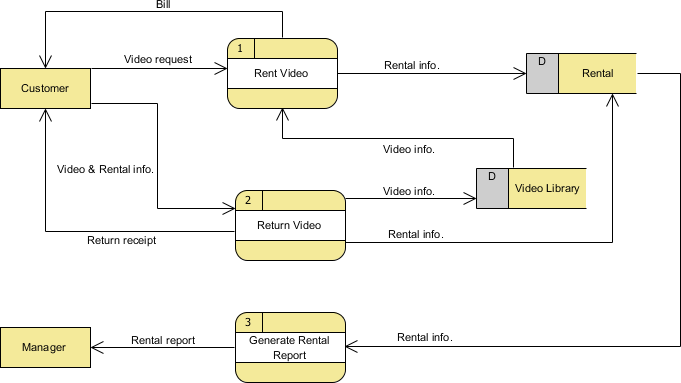 Bill
1
Video request
Rent Video
Rental info.
D
Rental
Customer
Video info.
Video & Rental info.
D
Video Library
2
Video info.
Return Video
Return receipt
Rental info.
3
Rental info.
Manager
Rental report
Generate Rental
Report